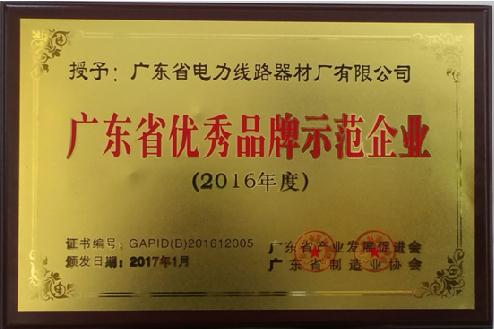 授予：广东省电力线路器材厂有限公司
广东省优秀品牌示范企业
(2016年度)
证书编号：GAPID(B)201612005
颁发日期：2017年1月
广东省产业发展促进会
广东省制造业协会